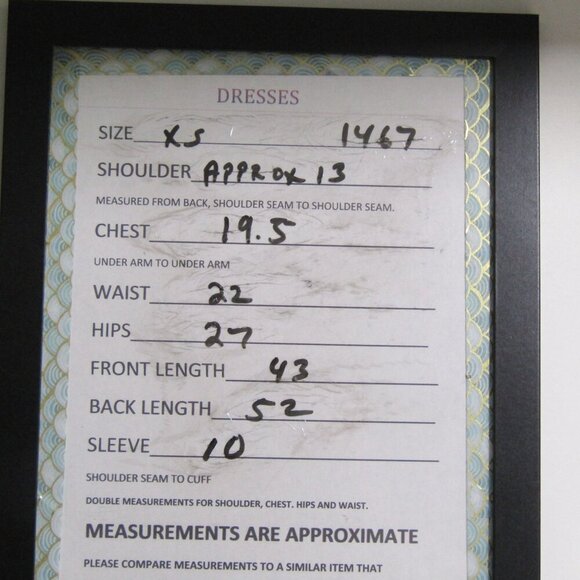 DRESSES
SIZE XS 1467
SHOULDER APPROX 13
MEASURED FROM BACK, SHOULDER SEAM TO SHOULDER SEAM.
CHEST 19.5
UNDER ARM TO UNDER ARM
WAIST 22
HIPS 27
FRONT LENGTH 43
BACK LENGTH 52
SLEEVE 10
SHOULDER SEAM TO CUFF
DOUBLE MEASUREMENTS FOR SHOULDER, CHEST. HIPS AND WAIST.
MEASUREMENTS ARE APPROXIMATE
PLEASE COMPARE MEASUREMENTS TO A SIMILAR ITEM THAT